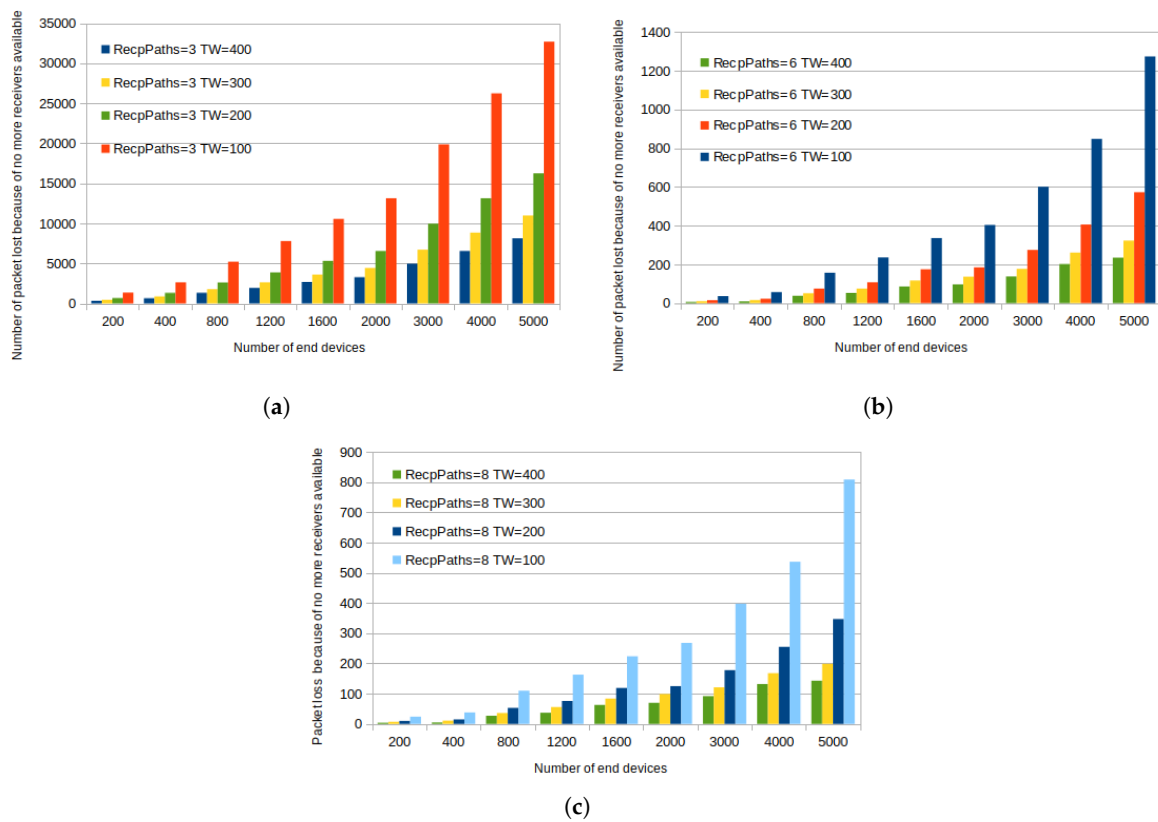 Number of packet lost because of no more receivers available
35000
30000
25000
20000
15000
10000
5000
0
RecpPaths=3 TW=400
RecpPaths=3 TW=300
RecpPaths=3 TW=200
RecpPaths=3 TW=100
200 400 800 1200 1600 2000 3000 4000 5000
Number of end devices
(a)
Number of packet lost because of no more receivers available
1400
1200
1000
800
600
400
200
0
RecpPaths=6 TW=400
RecpPaths=6 TW=300
RecpPaths=6 TW=200
RecpPaths=6 TW=100
200 400 800 1200 1600 2000 3000 4000 5000
Number of end devices
(b)
Packet loss because of no more receivers available
900
800
700
600
500
400
300
200
100
0
RecpPaths=8 TW=400
RecpPaths=8 TW=300
RecpPaths=8 TW=200
RecpPaths=8 TW=100
200 400 800 1200 1600 2000 3000 4000 5000
Number of end devices
(c)